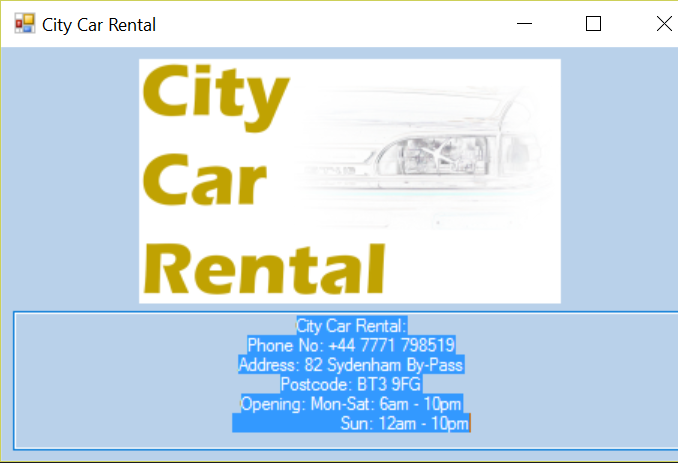 City Car Rental
City
Car
Rental
City Car Rental:
Phone No: +44 7771 798519
Address: 82 Sydenham By-Pass
Postcode: BT3 9FG
Opening: Mon-Sat: 6am - 10pm
Sun: 12am - 10pm